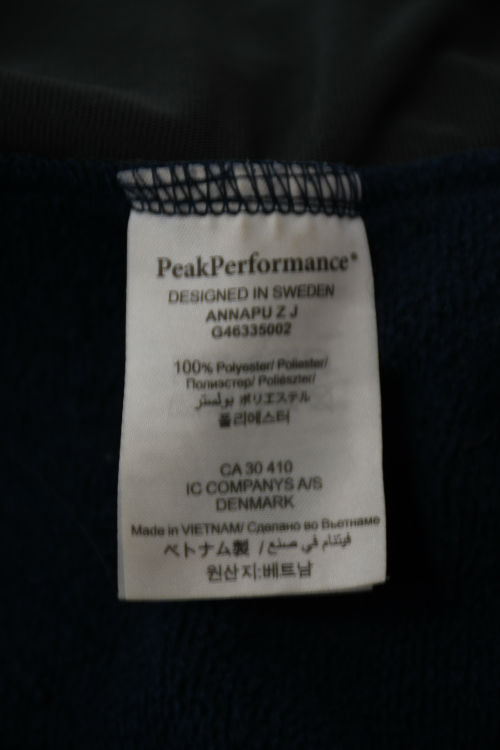 PeakPerformance®
DESIGNED IN SWEDEN
ANNAPU Z J
G46335002
100% Polyester/ Poliester/
Полиэстер/ Poliészter/
بوليستر ポリエステル
폴리에스터
CA 30 410
IC COMPANYS A/S
DENMARK
Made in VIETNAM/ Сделано во Вьетнаме
ベトナム製 / فيتنام في صنع
원산지:베트남